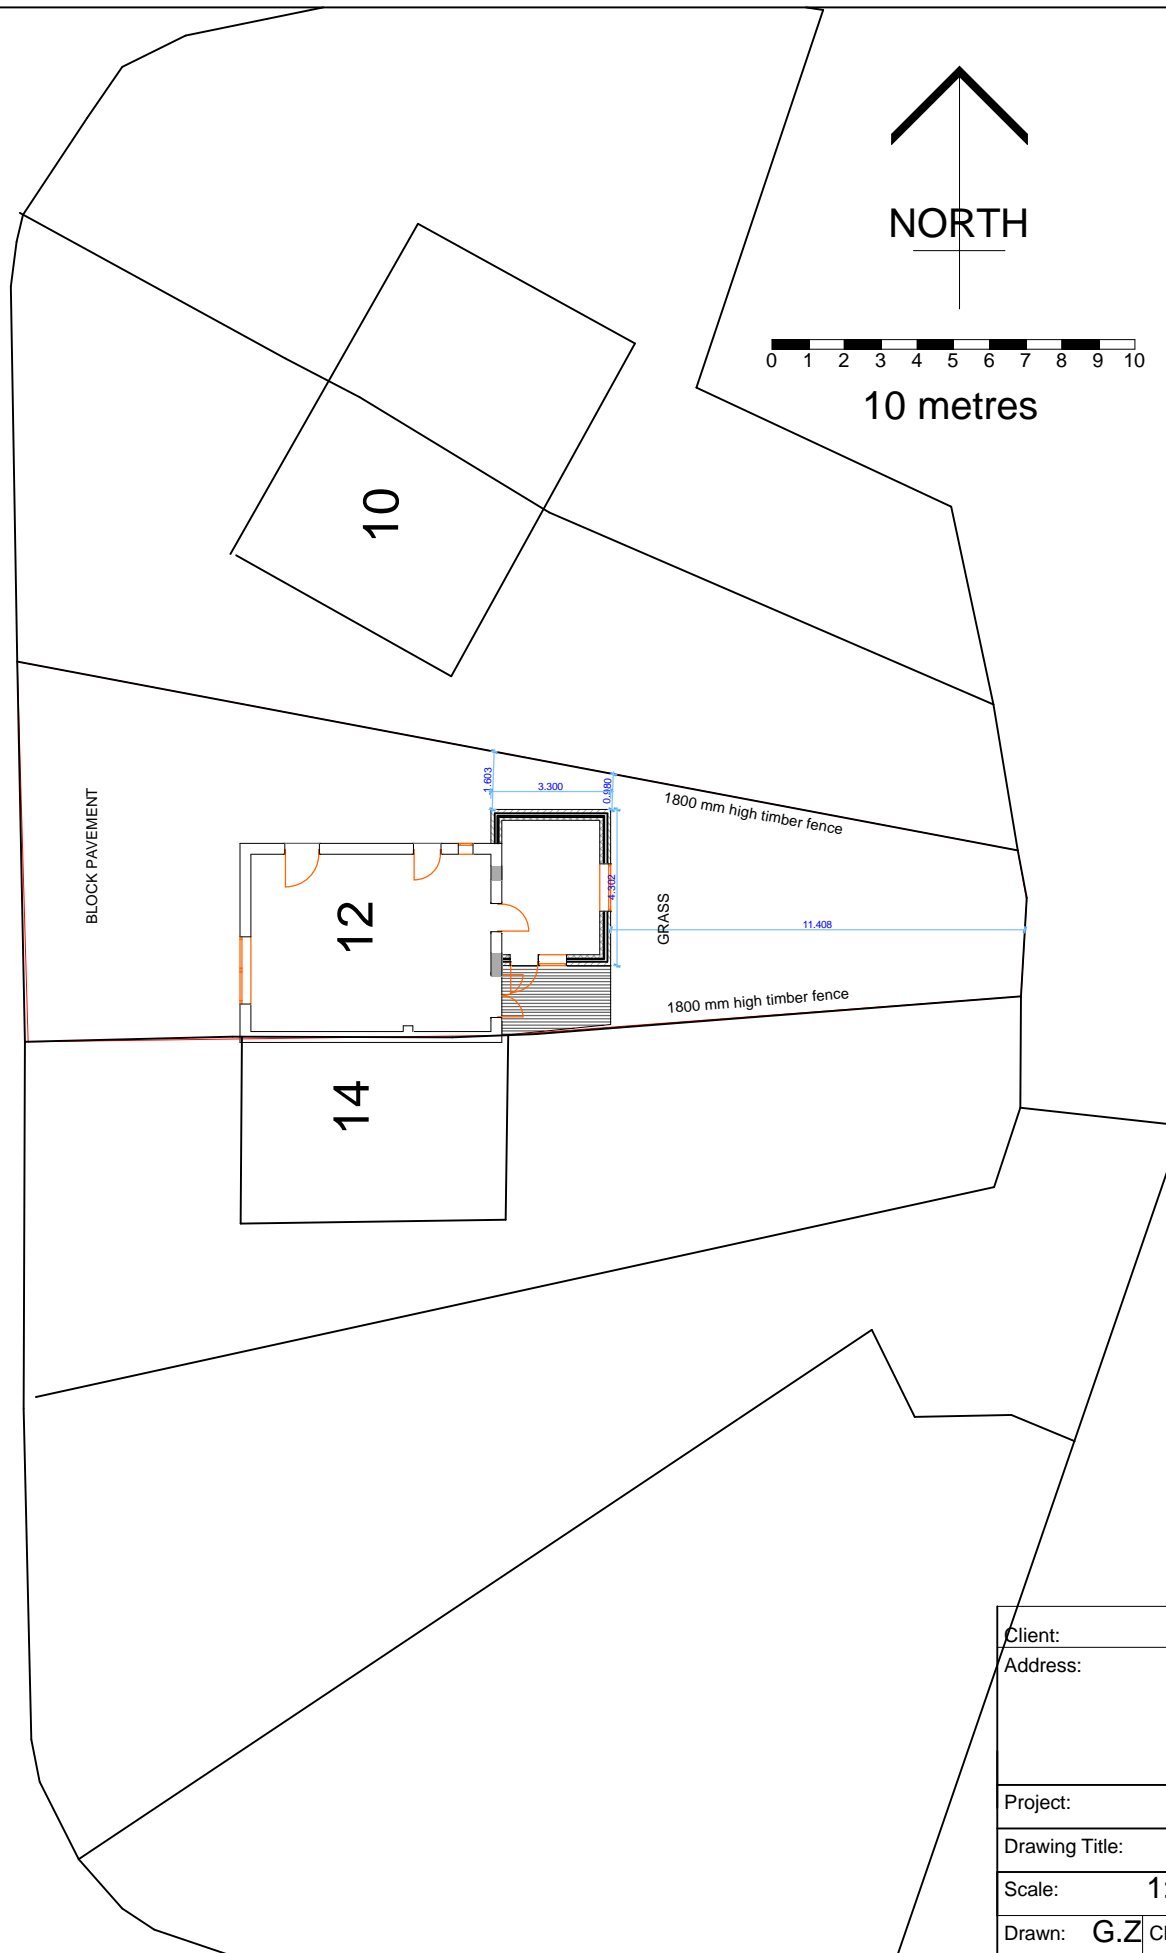 NORTH
0 1 2 3 4 5 6 7 8 9 10
10 metres
10
1.603
3.300
0.980
1800 mm high timber fence
BLOCK PAVEMENT
12
4.302
GRASS
11.408
1800 mm high timber fence
14
Client:
Address:
Project:
Drawing Title:
Scale:
Drawn: G.Z